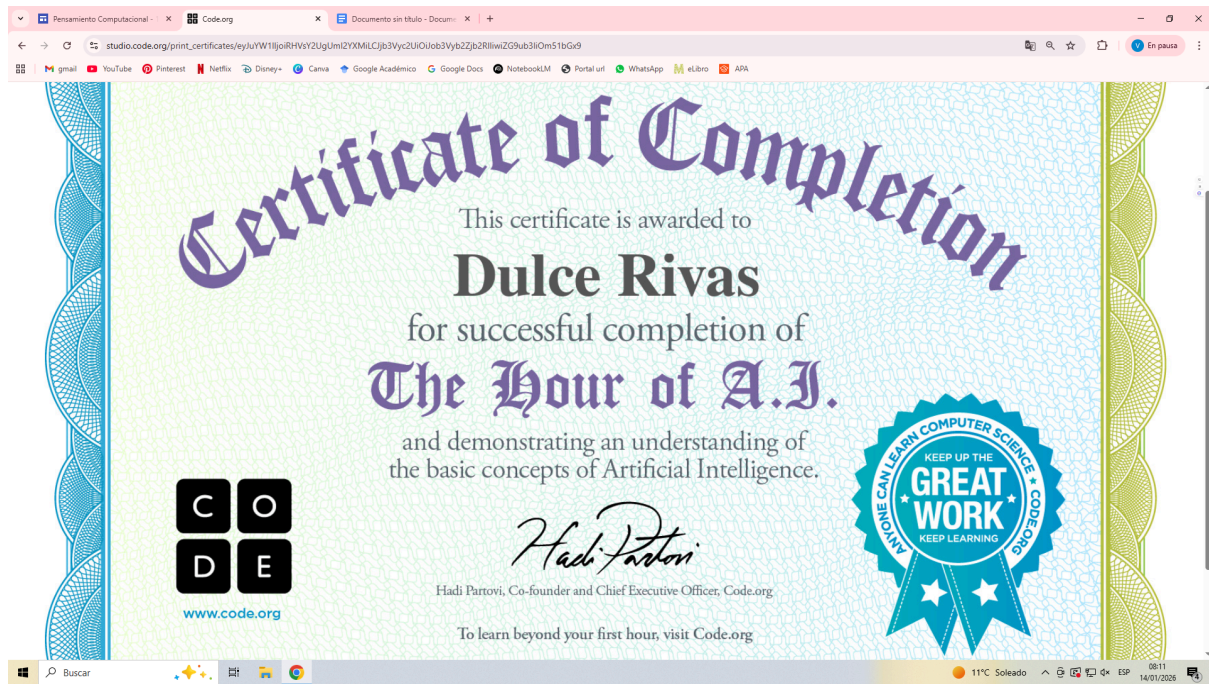 Pensamiento Computacional -
Code.org
Documento sin título - Docume
studio.code.org/print_certificates/eyJuYW1lIjoiRHVsY2UgUml2YXMiLCJjb3Vyc2UiOiJob3Vyb2Zjb2RlIiwiZG9ub3IiOm51bGx9
En pausa
gmail YouTube Pinterest Netflix Disney+ Canva Google Académico Google Docs NotebookLM Portal url WhatsApp eLibro APA
Certificate of Completion
This certificate is awarded to
Dulce Rivas
for successful completion of
The Hour of A.I.
and demonstrating an understanding of
the basic concepts of Artificial Intelligence.
CODE
www.code.org
Hadi Partovi
Hadi Partovi, Co-founder and Chief Executive Officer, Code.org
To learn beyond your first hour, visit Code.org
ANYONE CAN LEARN COMPUTER SCIENCE ★ CODE.ORG
KEEP UP THE
GREAT
WORK
KEEP LEARNING
Buscar
11°C Soleado
ESP
08:11
14/01/2026